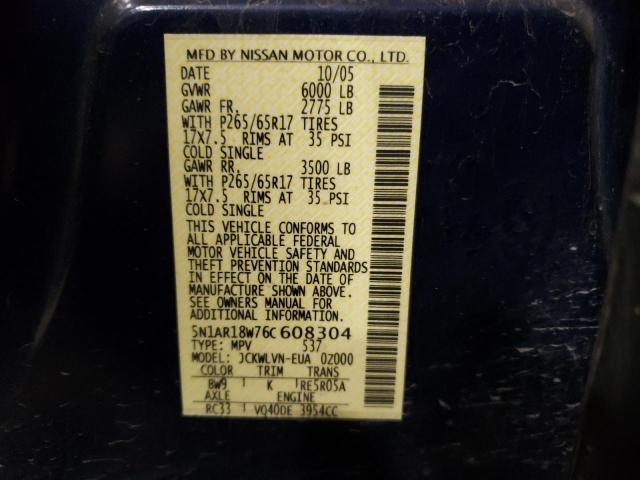 MFD BY NISSAN MOTOR CO., LTD.
DATE 10/05
GVWR 6000 LB
GAWR FR. 2775 LB
WITH P265/65R17 TIRES
17X7.5 RIMS AT 35 PSI
COLD SINGLE
GAWR RR. 3500 LB
WITH P265/65R17 TIRES
17X7.5 RIMS AT 35 PSI
COLD SINGLE
THIS VEHICLE CONFORMS TO
ALL APPLICABLE FEDERAL
MOTOR VEHICLE SAFETY AND
THEFT PREVENTION STANDARDS
IN EFFECT ON THE DATE OF
MANUFACTURE SHOWN ABOVE.
SEE OWNERS MANUAL FOR
ADDITIONAL INFORMATION.
5N1AR18W76C608304
TYPE: MPV 537
MODEL: JCKWLVN-EUA 0Z000
COLOR TRIM TRANS
BW9 K RE5R05A
AXLE ENGINE
RC33 VQ40DE 3954CC